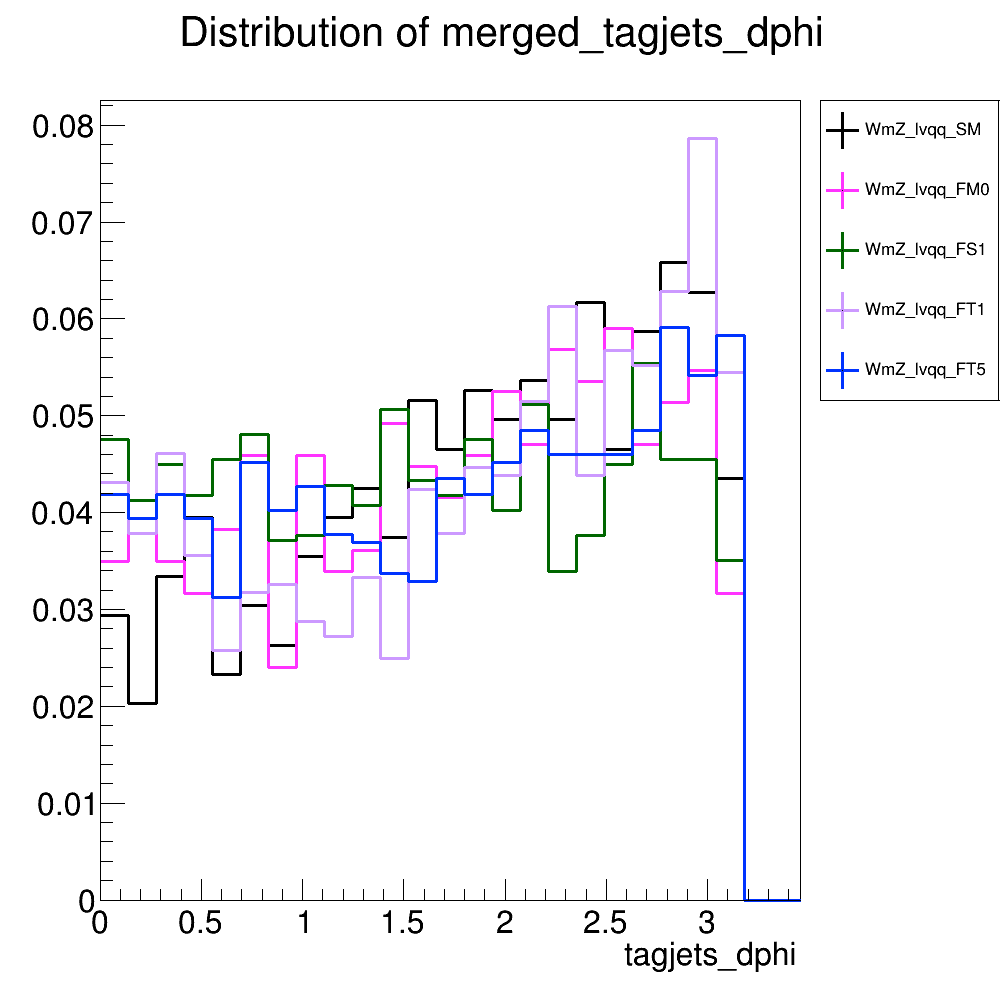 Distribution of merged_tagjets_dphi
WmZ_lvqq_SM
WmZ_lvqq_FM0
WmZ_lvqq_FS1
WmZ_lvqq_FT1
WmZ_lvqq_FT5
0.08
0.07
0.06
0.05
0.04
0.03
0.02
0.01
0
0 0.5 1 1.5 2 2.5 3
tagjets_dphi